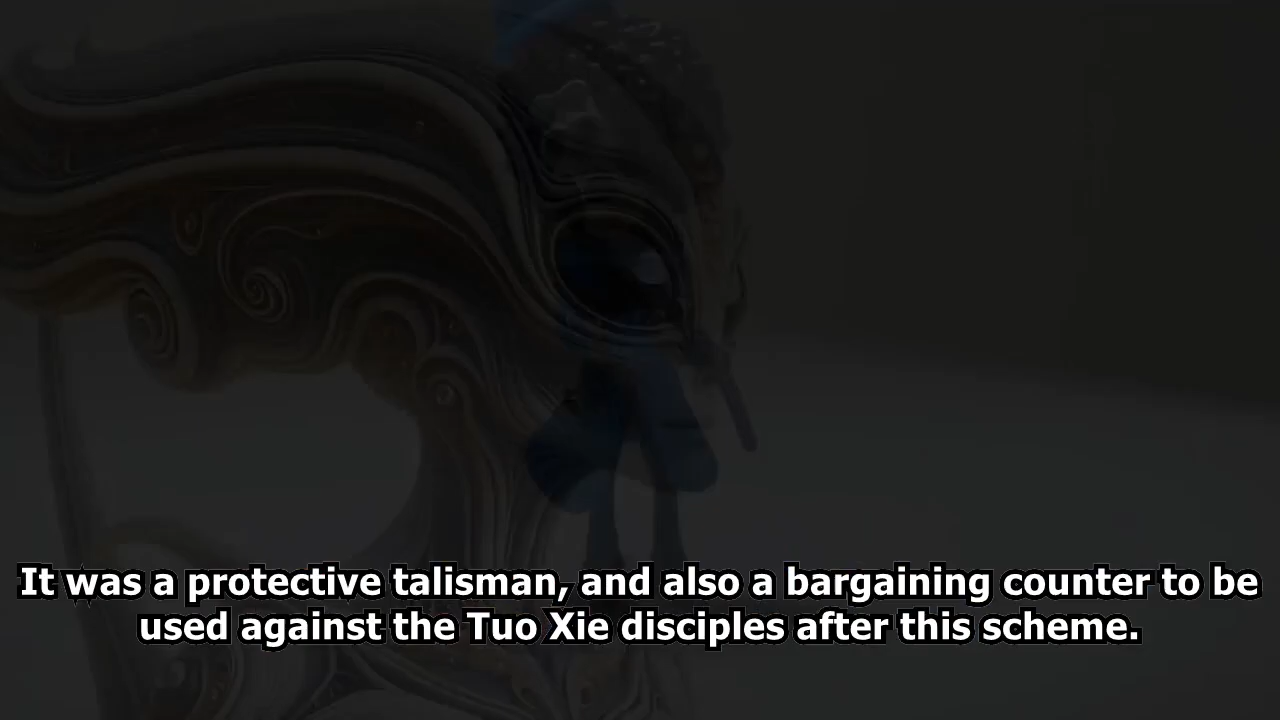 It was a protective talisman, and also a bargaining counter to be
used against the Tuo Xie disciples after this scheme.